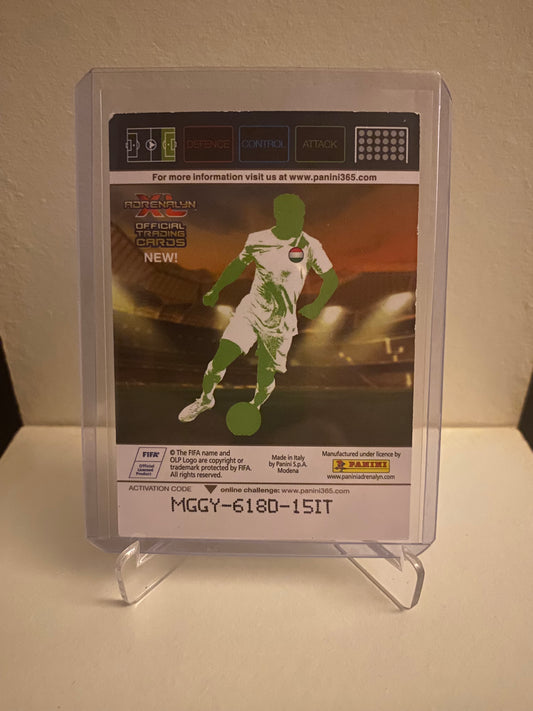 DEFENCE CONTROL ATTACK
For more information visit us at www.panini365.com
ADRENALYN
XL
OFFICIAL
TRADING
CARDS
NEW!
FIFA®
Official
Licensed
Product
© The FIFA name and
OLP Logo are copyright or
trademark protected by FIFA.
All rights reserved.
Made in Italy
by Panini S.p.A.
Modena
Manufactured under licence by
PANINI
www.paniniadrenalyn.com
ACTIVATION CODE online challenge: www.panini365.com
MGGY-618D-15IT